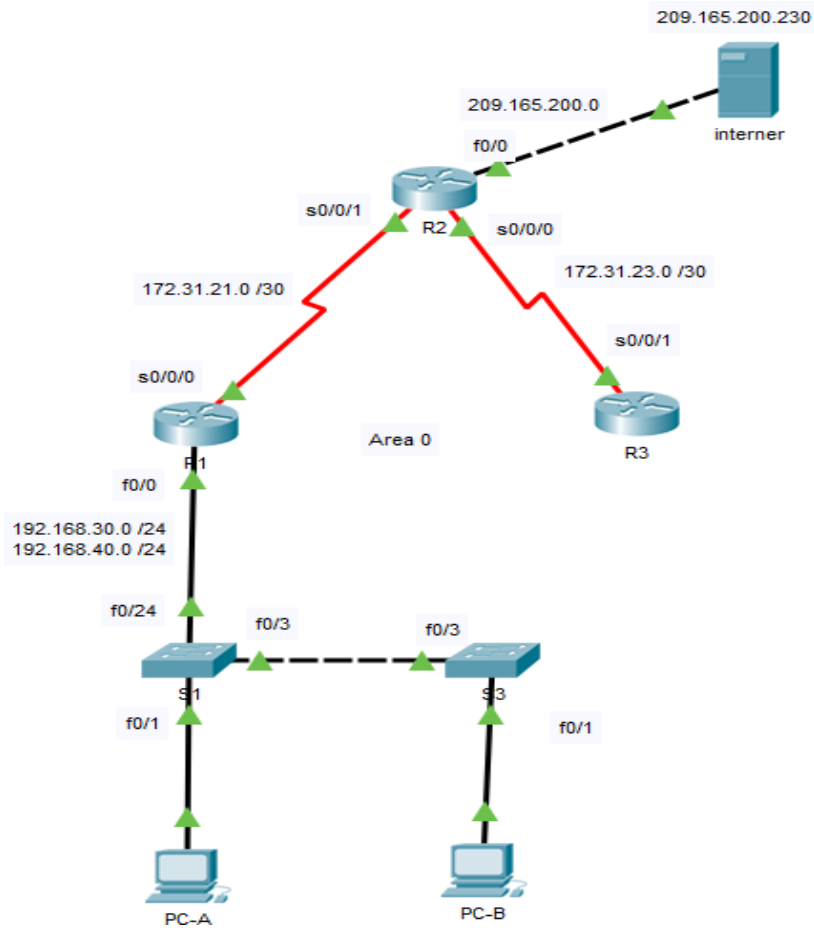 209.165.200.230
209.165.200.0
interner
f0/0
s0/0/1
R2
s0/0/0
172.31.21.0 /30
172.31.23.0 /30
s0/0/1
s0/0/0
R1
Area 0
R3
f0/0
192.168.30.0 /24
192.168.40.0 /24
f0/24
f0/3
f0/3
S1
S3
f0/1
f0/1
PC-A
PC-B